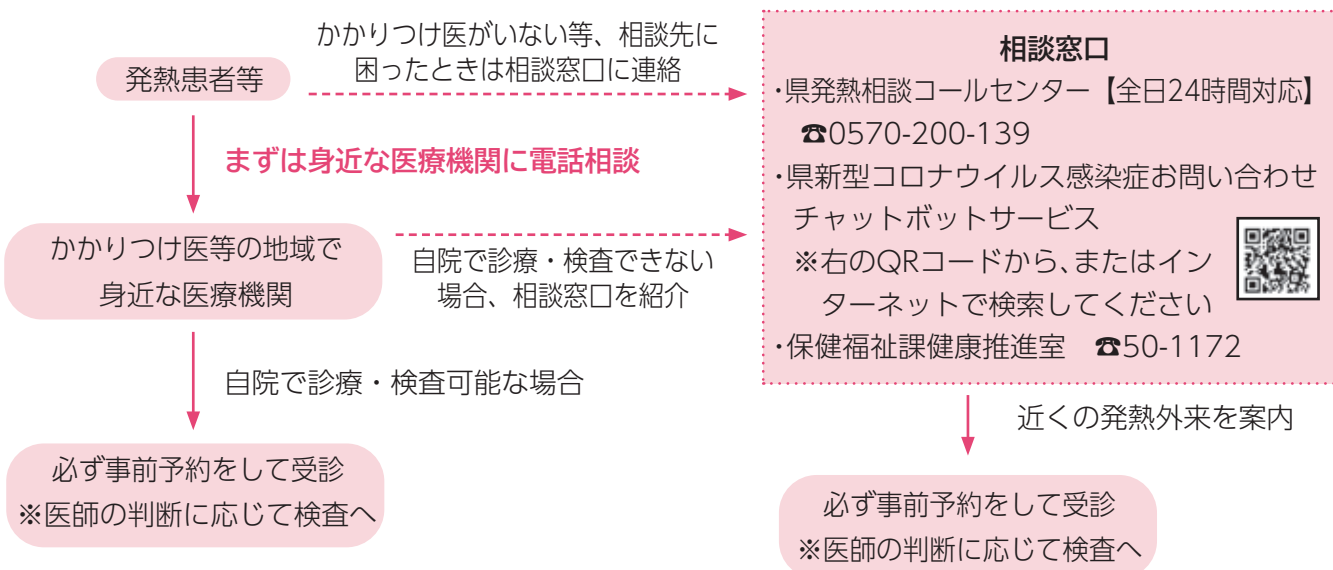 発熱患者等
かかりつけ医がいない等、相談先に
困ったときは相談窓口に連絡
まずは身近な医療機関に電話相談
かかりつけ医等の地域で
身近な医療機関
自院で診療・検査できない
場合、相談窓口を紹介
自院で診療・検査可能な場合
必ず事前予約をして受診
※医師の判断に応じて検査へ
相談窓口
・県発熱相談コールセンター【全日24時間対応】
☎0570-200-139
・県新型コロナウイルス感染症お問い合わせ
チャットボットサービス
※右のQRコードから、またはイン
ターネットで検索してください
・保健福祉課健康推進室　☎50-1172
近くの発熱外来を案内
必ず事前予約をして受診
※医師の判断に応じて検査へ